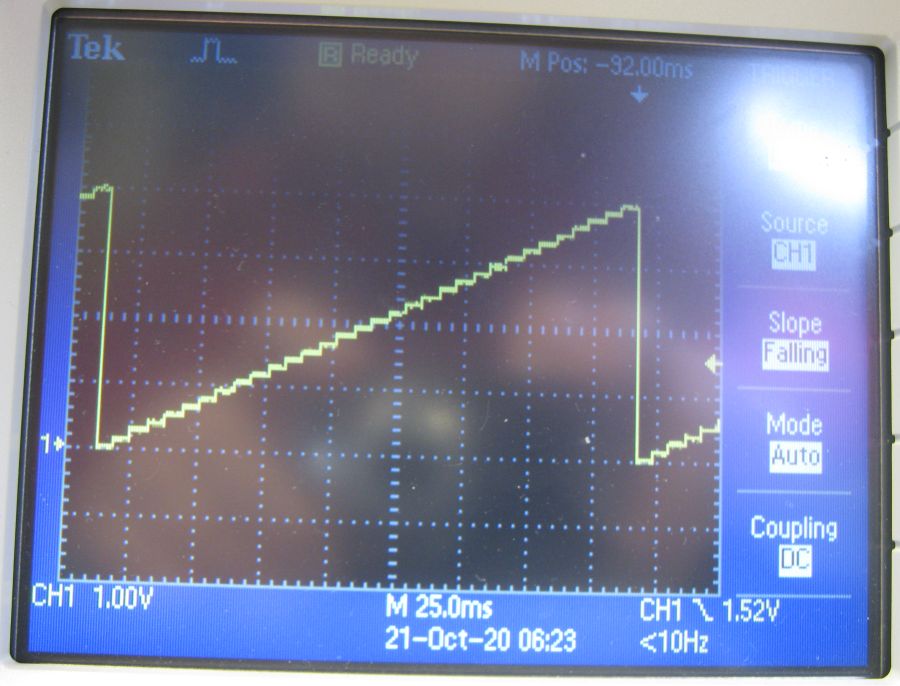 Tek R Ready M Pos: -92.00ms
TRIGGER
Source
CH1
Slope
Falling
Mode
Auto
1
Coupling
DC
CH1 1.00V M 25.0ms CH1 1.52V
21-Oct-20 06:23 <10Hz